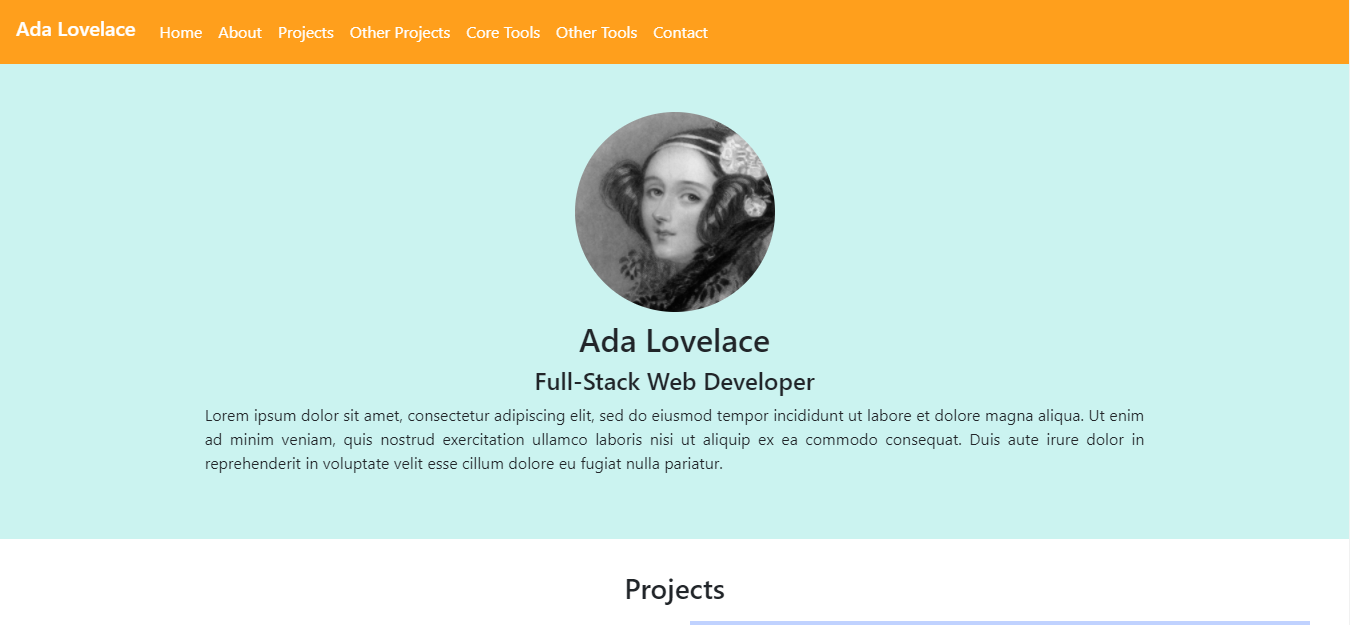 Ada Lovelace Home About Projects Other Projects Core Tools Other Tools Contact
Ada Lovelace
Full-Stack Web Developer
Lorem ipsum dolor sit amet, consectetur adipiscing elit, sed do eiusmod tempor incididunt ut labore et dolore magna aliqua. Ut enim
ad minim veniam, quis nostrud exercitation ullamco laboris nisi ut aliquip ex ea commodo consequat. Duis aute irure dolor in
reprehenderit in voluptate velit esse cillum dolore eu fugiat nulla pariatur.
Projects